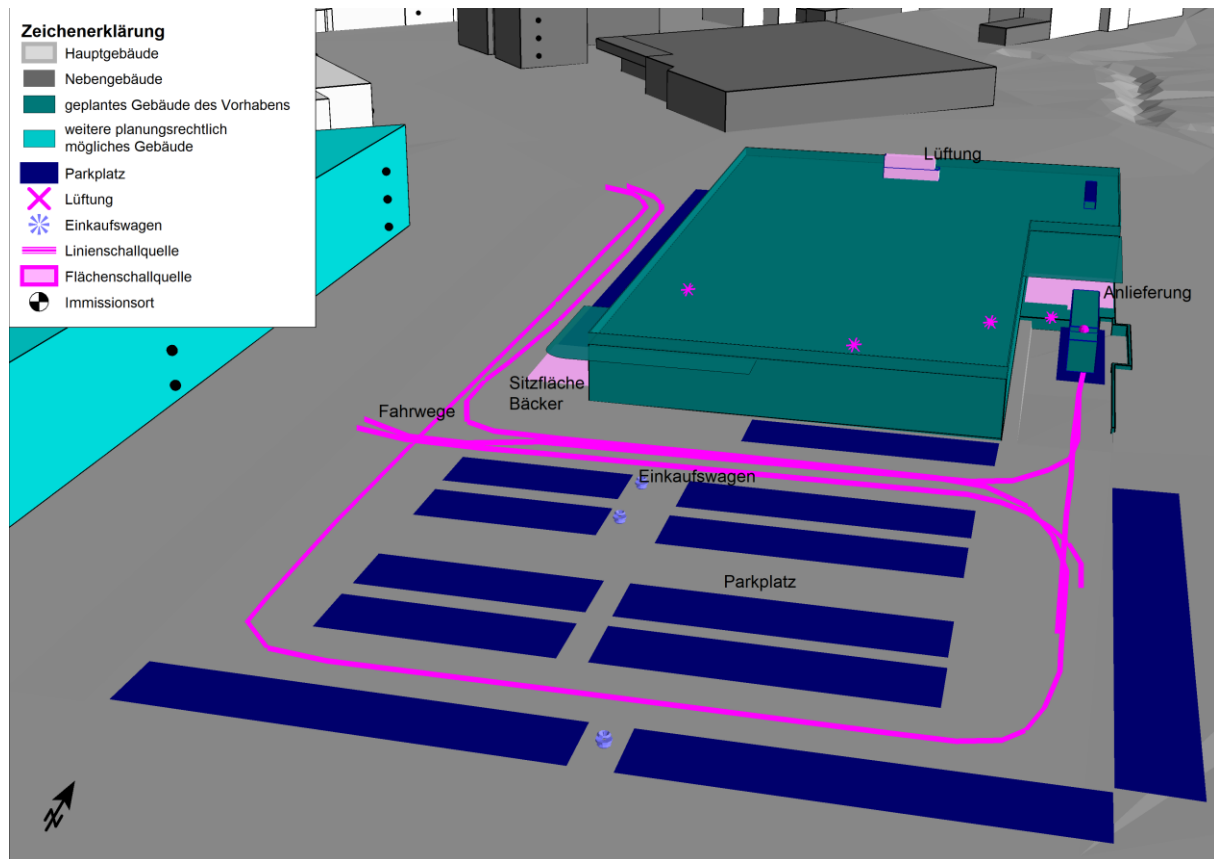 Zeichenerklärung
Hauptgebäude
Nebengebäude
geplantes Gebäude des Vorhabens
weitere planungsrechtlich
mögliches Gebäude
Parkplatz
Lüftung
Einkaufswagen
Linienschallquelle
Flächenschallquelle
Immissionsort
Lüftung
Anlieferung
Sitzfläche
Bäcker
Fahrwege
Einkaufswagen
Parkplatz
N